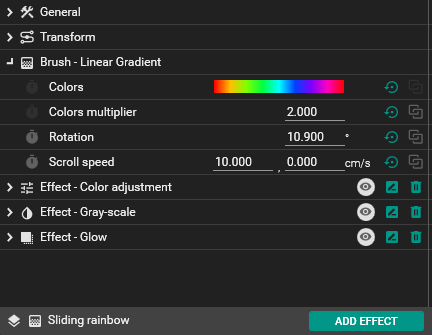 General
Transform
Brush - Linear Gradient
Colors
Colors multiplier 2.000
Rotation 10.900 °
Scroll speed 10.000 , 0.000 cm/s
Effect - Color adjustment
Effect - Gray-scale
Effect - Glow
Sliding rainbow ADD EFFECT